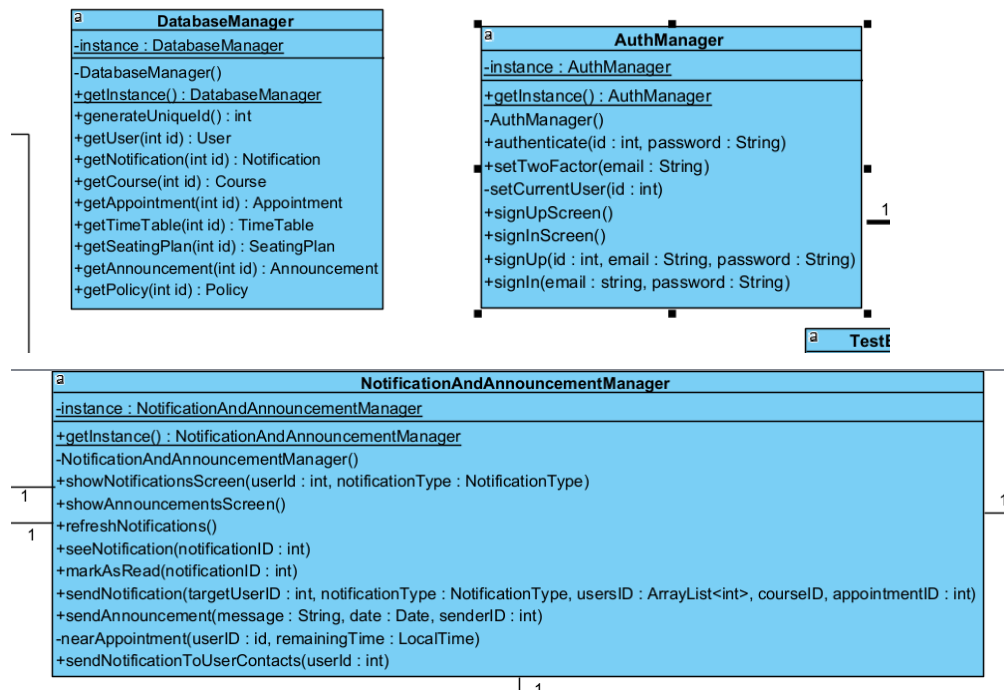 a
DatabaseManager
-instance : DatabaseManager
-DatabaseManager()
+getInstance() : DatabaseManager
+generateUniqueId() : int
+getUser(int id) : User
+getNotification(int id) : Notification
+getCourse(int id) : Course
+getAppointment(int id) : Appointment
+getTimeTable(int id) : TimeTable
+getSeatingPlan(int id) : SeatingPlan
+getAnnouncement(int id) : Announcement
+getPolicy(int id) : Policy
a
AuthManager
-instance : AuthManager
+getInstance() : AuthManager
-AuthManager()
+authenticate(id : int, password : String)
+setTwoFactor(email : String)
-setCurrentUser(id : int)
+signUpScreen()
+signInScreen()
+signUp(id : int, email : String, password : String)
+signIn(email : string, password : String)
1
a
TestE
a
NotificationAndAnnouncementManager
-instance : NotificationAndAnnouncementManager
+getInstance() : NotificationAndAnnouncementManager
-NotificationAndAnnouncementManager()
+showNotificationsScreen(userId : int, notificationType : NotificationType)
+showAnnouncementsScreen()
+refreshNotifications()
+seeNotification(notificationID : int)
+markAsRead(notificationID : int)
+sendNotification(targetUserID : int, notificationType : NotificationType, usersID : ArrayList<int>, courseID, appointmentID : int)
+sendAnnouncement(message : String, date : Date, senderID : int)
-nearAppointment(userID : id, remainingTime : LocalTime)
+sendNotificationToUserContacts(userId : int)
1
1
1
1